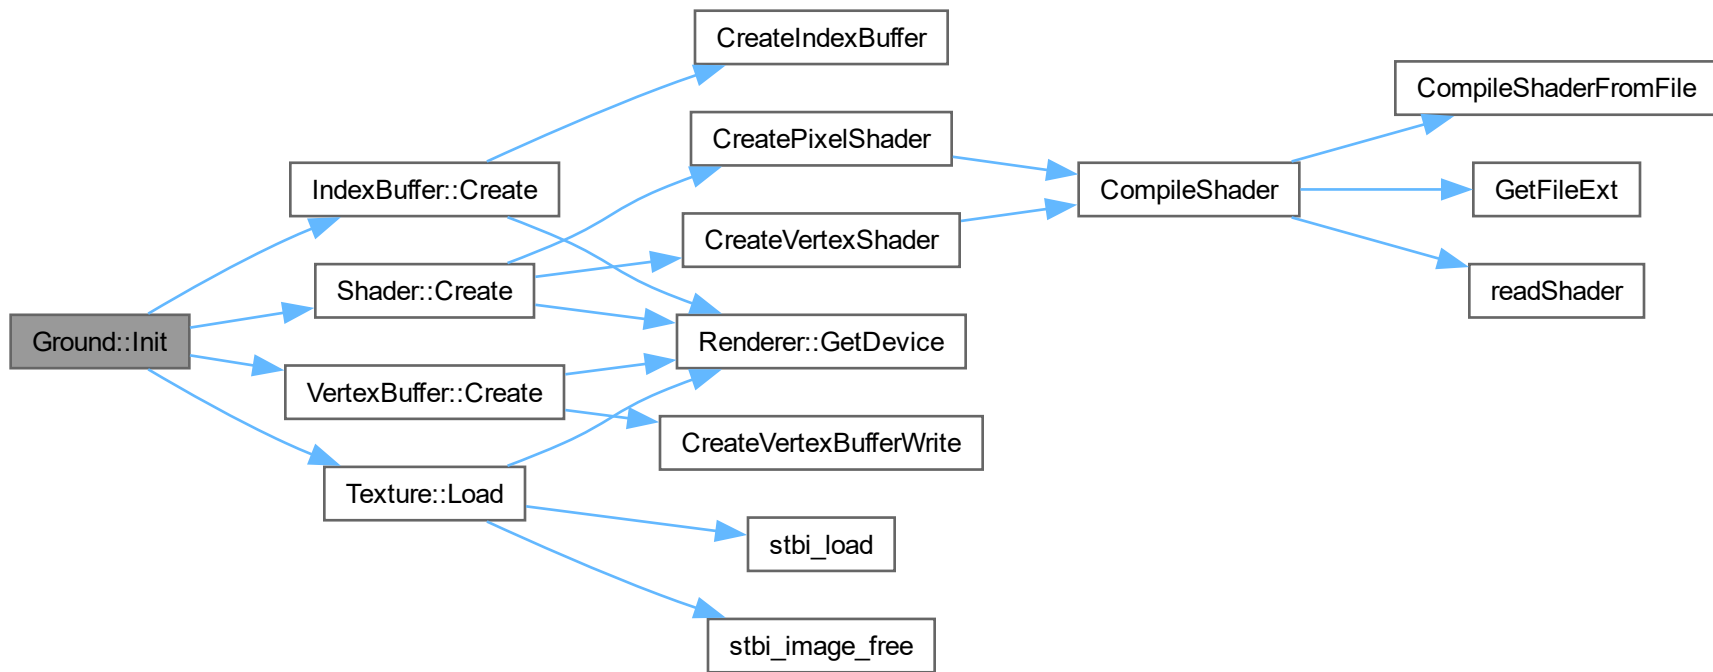 Ground::Init
IndexBuffer::Create
Shader::Create
VertexBuffer::Create
Texture::Load
CreateIndexBuffer
CreatePixelShader
CreateVertexShader
Renderer::GetDevice
CreateVertexBufferWrite
stbi_load
stbi_image_free
CompileShader
CompileShaderFromFile
GetFileExt
readShader